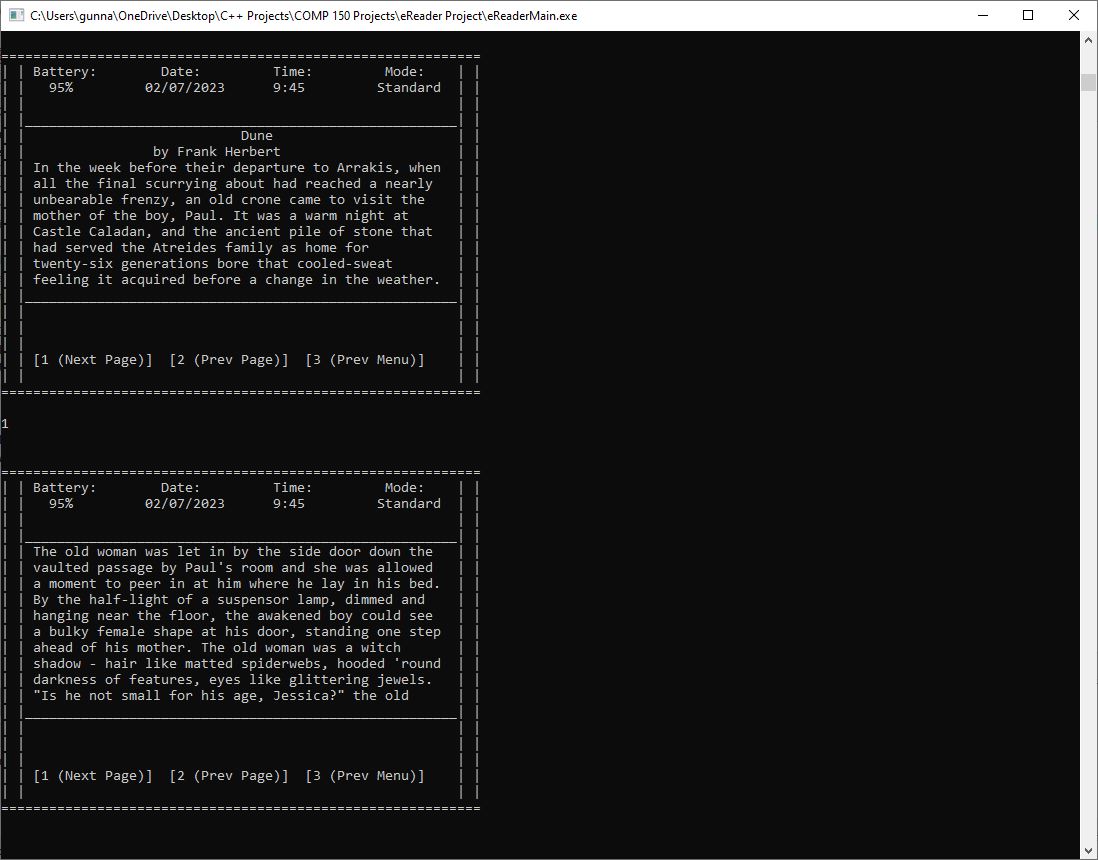 C:\Users\gunna\OneDrive\Desktop\C++ Projects\COMP 150 Projects\eReader Project\eReaderMain.exe
Battery: Date: Time: Mode:
95% 02/07/2023 9:45 Standard
Dune
by Frank Herbert
In the week before their departure to Arrakis, when
all the final scurrying about had reached a nearly
unbearable frenzy, an old crone came to visit the
mother of the boy, Paul. It was a warm night at
Castle Caladan, and the ancient pile of stone that
had served the Atreides family as home for
twenty-six generations bore that cooled-sweat
feeling it acquired before a change in the weather.
[1 (Next Page)] [2 (Prev Page)] [3 (Prev Menu)]
1
Battery: Date: Time: Mode:
95% 02/07/2023 9:45 Standard
The old woman was let in by the side door down the
vaulted passage by Paul's room and she was allowed
a moment to peer in at him where he lay in his bed.
By the half-light of a suspensor lamp, dimmed and
hanging near the floor, the awakened boy could see
a bulky female shape at his door, standing one step
ahead of his mother. The old woman was a witch
shadow - hair like matted spiderwebs, hooded 'round
darkness of features, eyes like glittering jewels.
"Is he not small for his age, Jessica?" the old
[1 (Next Page)] [2 (Prev Page)] [3 (Prev Menu)]